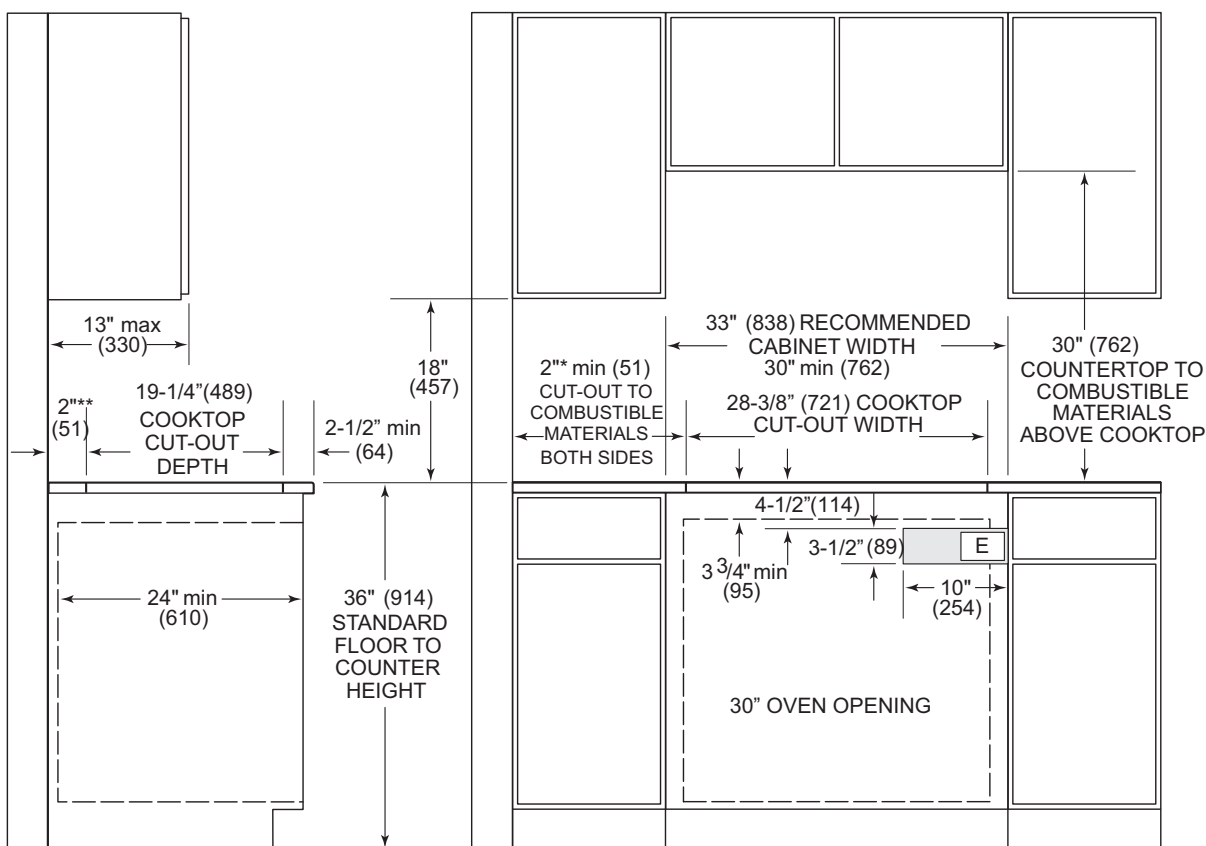 13" max
(330)
19-1/4”(489)
COOKTOP
CUT-OUT
DEPTH
2"**
(51)
2-1/2” min
(64)
18"
(457)
33" (838) RECOMMENDED
CABINET WIDTH
30" min (762)
2"* min (51)
CUT-OUT TO
COMBUSTIBLE
MATERIALS
BOTH SIDES
28-3/8” (721) COOKTOP
CUT-OUT WIDTH
30" (762)
COUNTERTOP TO
COMBUSTIBLE
MATERIALS
ABOVE COOKTOP
24" min
(610)
36" (914)
STANDARD
FLOOR TO
COUNTER
HEIGHT
4-1/2”(114)
3-1/2” (89)
E
3 3/4" min
(95)
10"
(254)
30” OVEN OPENING